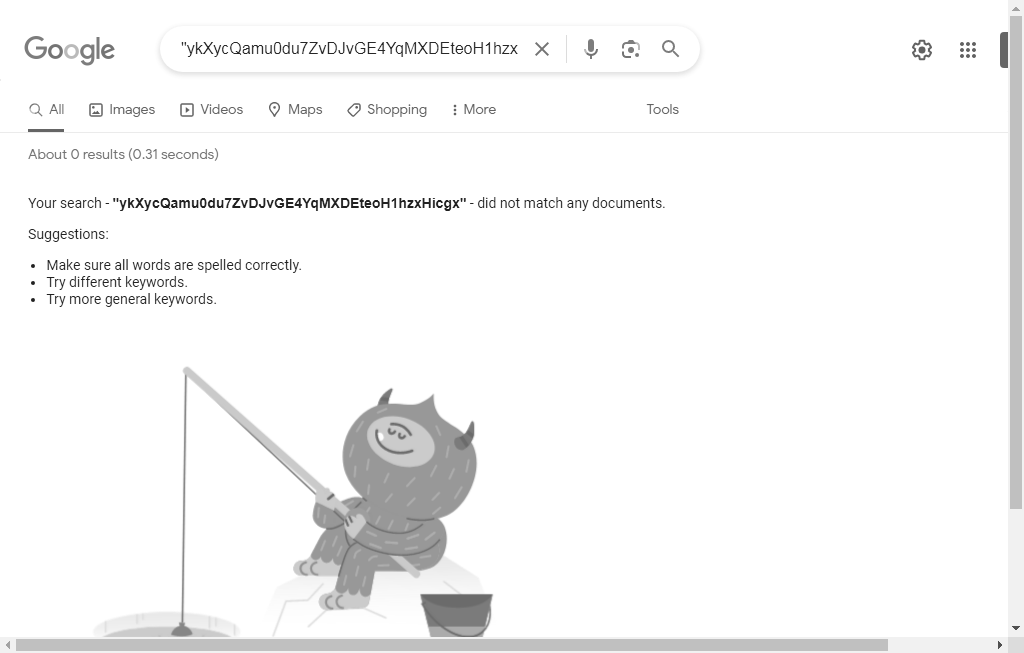 Google
"ykXycQamu0du7ZvDJvGE4YqMXDEteoH1hzx
All Images Videos Maps Shopping More Tools
About 0 results (0.31 seconds)
Your search - "ykXycQamu0du7ZvDJvGE4YqMXDEteoH1hzxHicgx" - did not match any documents.
Suggestions:
Make sure all words are spelled correctly.
Try different keywords.
Try more general keywords.